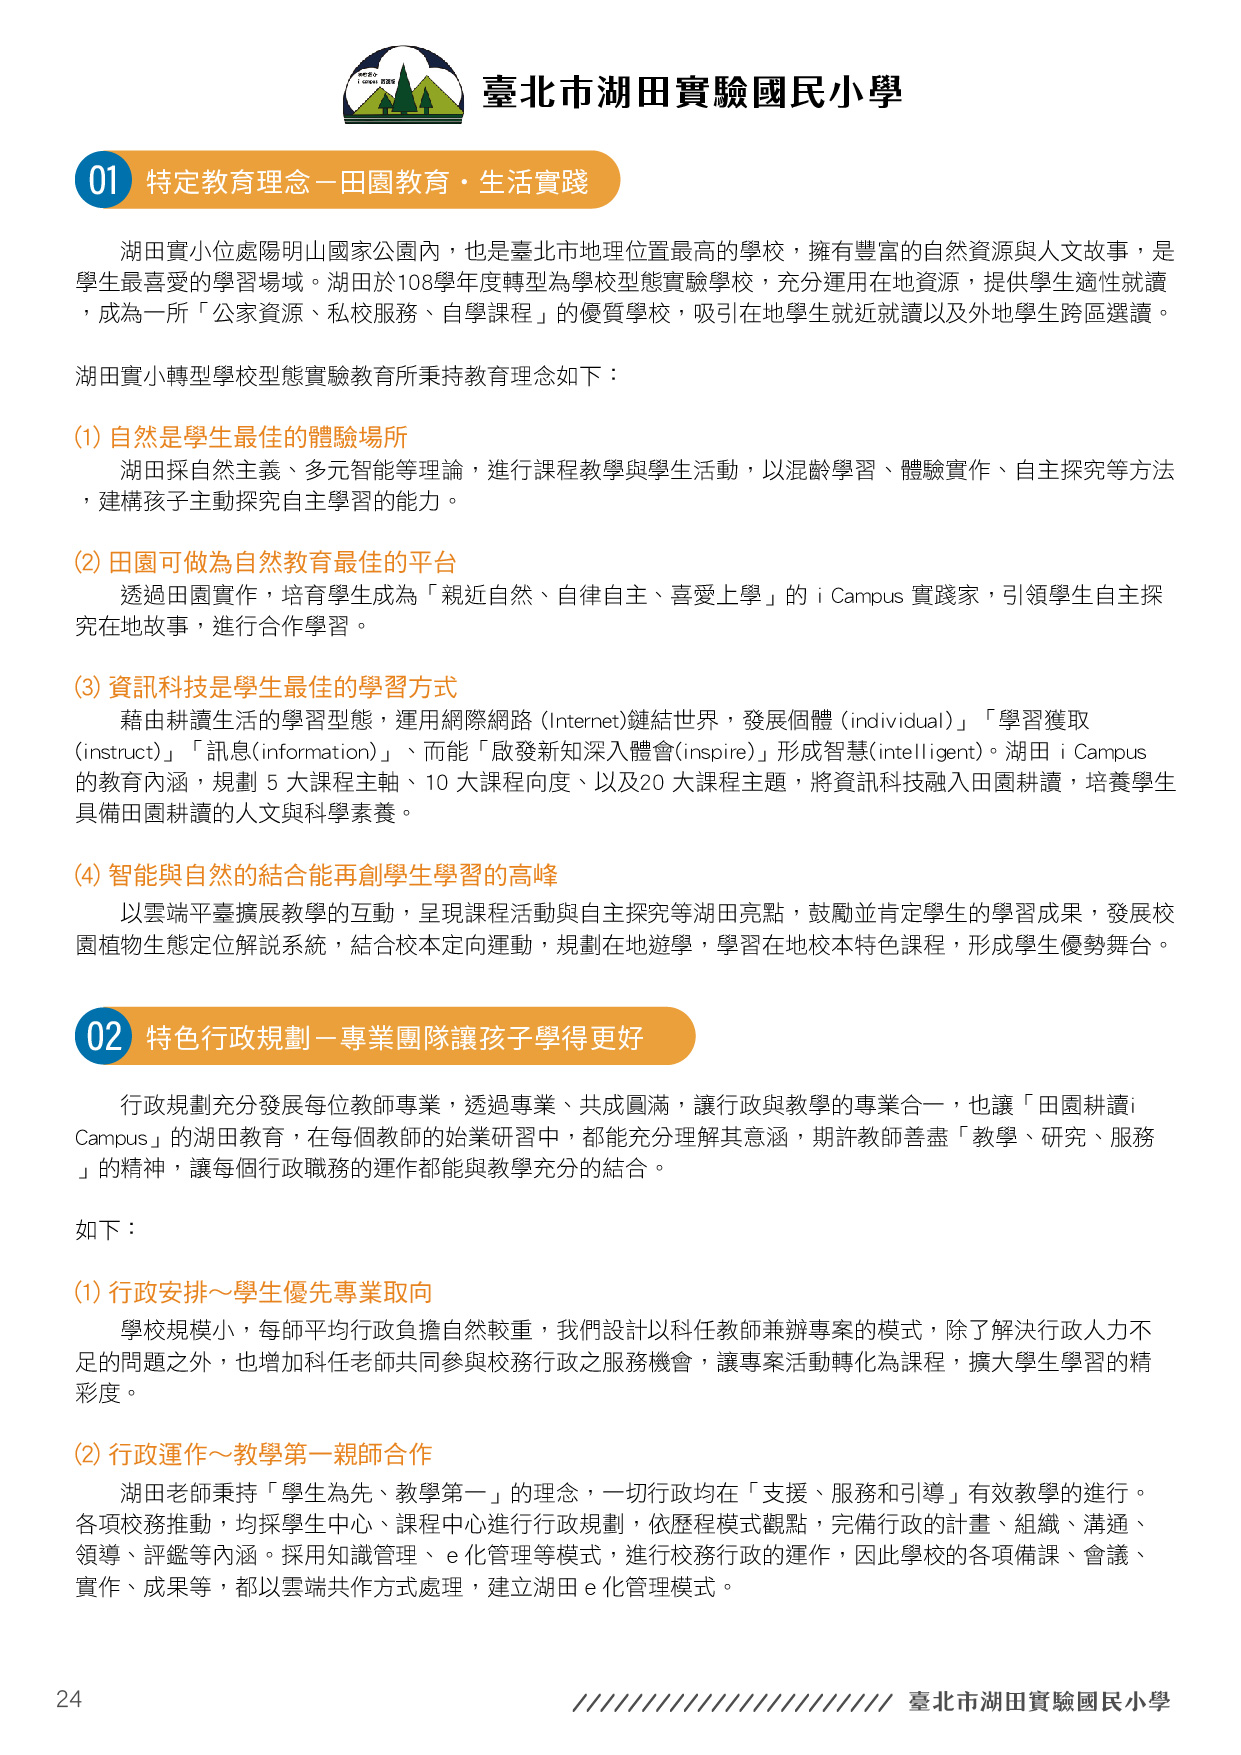 臺北市湖田實驗國民小學
01 特定教育理念－田園教育・生活實踐
湖田實小位處陽明山國家公園內，也是臺北市地理位置最高的學校，擁有豐富的自然資源與人文故事，是
學生最喜愛的學習場域。湖田於108學年度轉型為學校型態實驗學校，充分運用在地資源，提供學生適性就讀
，成為一所「公家資源、私校服務、自學課程」的優質學校，吸引在地學生就近就讀以及外地學生跨區選讀。
湖田實小轉型學校型態實驗教育所秉持教育理念如下：
(1) 自然是學生最佳的體驗場所
湖田採自然主義、多元智能等理論，進行課程教學與學生活動，以混齡學習、體驗實作、自主探究等方法
，建構孩子主動探究自主學習的能力。
(2) 田園可做為自然教育最佳的平台
透過田園實作，培育學生成為「親近自然、自律自主、喜愛上學」的 i Campus 實踐家，引領學生自主探
究在地故事，進行合作學習。
(3) 資訊科技是學生最佳的學習方式
藉由耕讀生活的學習型態，運用網際網路 (Internet)鏈結世界，發展個體 (individual)」「學習獲取
(instruct)」「訊息(information)」、而能「啟發新知深入體會(inspire)」形成智慧(intelligent)。湖田 i Campus
的教育內涵，規劃 5 大課程主軸、10 大課程向度、以及20 大課程主題，將資訊科技融入田園耕讀，培養學生
具備田園耕讀的人文與科學素養。
(4) 智能與自然的結合能再創學生學習的高峰
以雲端平臺擴展教學的互動，呈現課程活動與自主探究等湖田亮點，鼓勵並肯定學生的學習成果，發展校
園植物生態定位解說系統，結合校本定向運動，規劃在地遊學，學習在地校本特色課程，形成學生優勢舞台。
02 特色行政規劃－專業團隊讓孩子學得更好
行政規劃充分發展每位教師專業，透過專業、共成圓滿，讓行政與教學的專業合一，也讓「田園耕讀i
Campus」的湖田教育，在每個教師的始業研習中，都能充分理解其意涵，期許教師善盡「教學、研究、服務
」的精神，讓每個行政職務的運作都能與教學充分的結合。
如下：
(1) 行政安排～學生優先專業取向
學校規模小，每師平均行政負擔自然較重，我們設計以科任教師兼辦專案的模式，除了解決行政人力不
足的問題之外，也增加科任老師共同參與校務行政之服務機會，讓專案活動轉化為課程，擴大學生學習的精
彩度。
(2) 行政運作～教學第一親師合作
湖田老師秉持「學生為先、教學第一」的理念，一切行政均在「支援、服務和引導」有效教學的進行。
各項校務推動，均採學生中心、課程中心進行行政規劃，依歷程模式觀點，完備行政的計畫、組織、溝通、
領導、評鑑等內涵。採用知識管理、 e 化管理等模式，進行校務行政的運作，因此學校的各項備課、會議、
實作、成果等，都以雲端共作方式處理，建立湖田 e 化管理模式。
24
/////////////////////// 臺北市湖田實驗國民小學